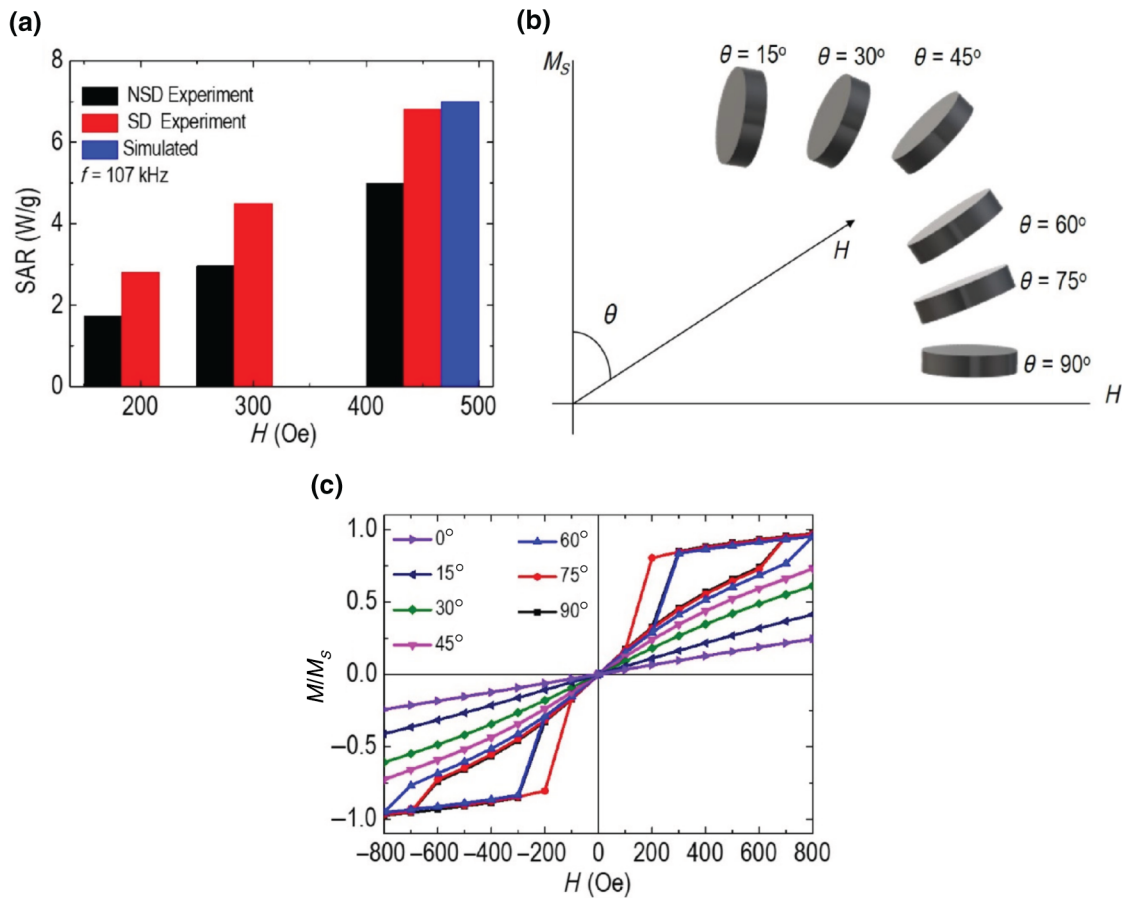 (a)
8
6
4
2
0
SAR (W/g)
NSD Experiment
SD Experiment
Simulated
f = 107 kHz
200 300 400 500
H (Oe)
(b)
M_S
θ = 15° θ = 30° θ = 45°
θ = 60°
θ = 75°
θ = 90°
θ
H
H
(c)
1.0
0.5
0.0
−0.5
−1.0
M/M_s
0° 60°
15° 75°
30° 90°
45°
−800 −600 −400 −200 0 200 400 600 800
H (Oe)